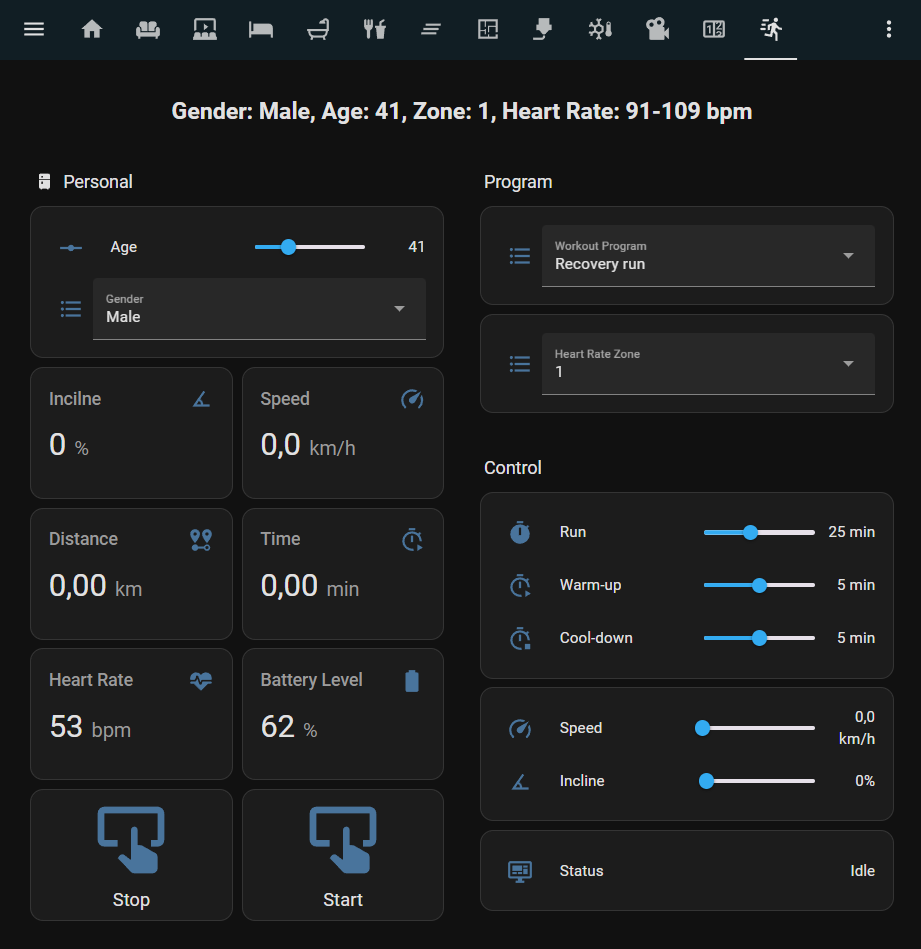 Gender: Male, Age: 41, Zone: 1, Heart Rate: 91-109 bpm
Personal
Age 41
Gender
Male
Incilne
0 %
Speed
0,0 km/h
Distance
0,00 km
Time
0,00 min
Heart Rate
53 bpm
Battery Level
62 %
Stop
Start
Program
Workout Program
Recovery run
Heart Rate Zone
1
Control
Run 25 min
Warm-up 5 min
Cool-down 5 min
Speed 0,0
km/h
Incline 0%
Status Idle